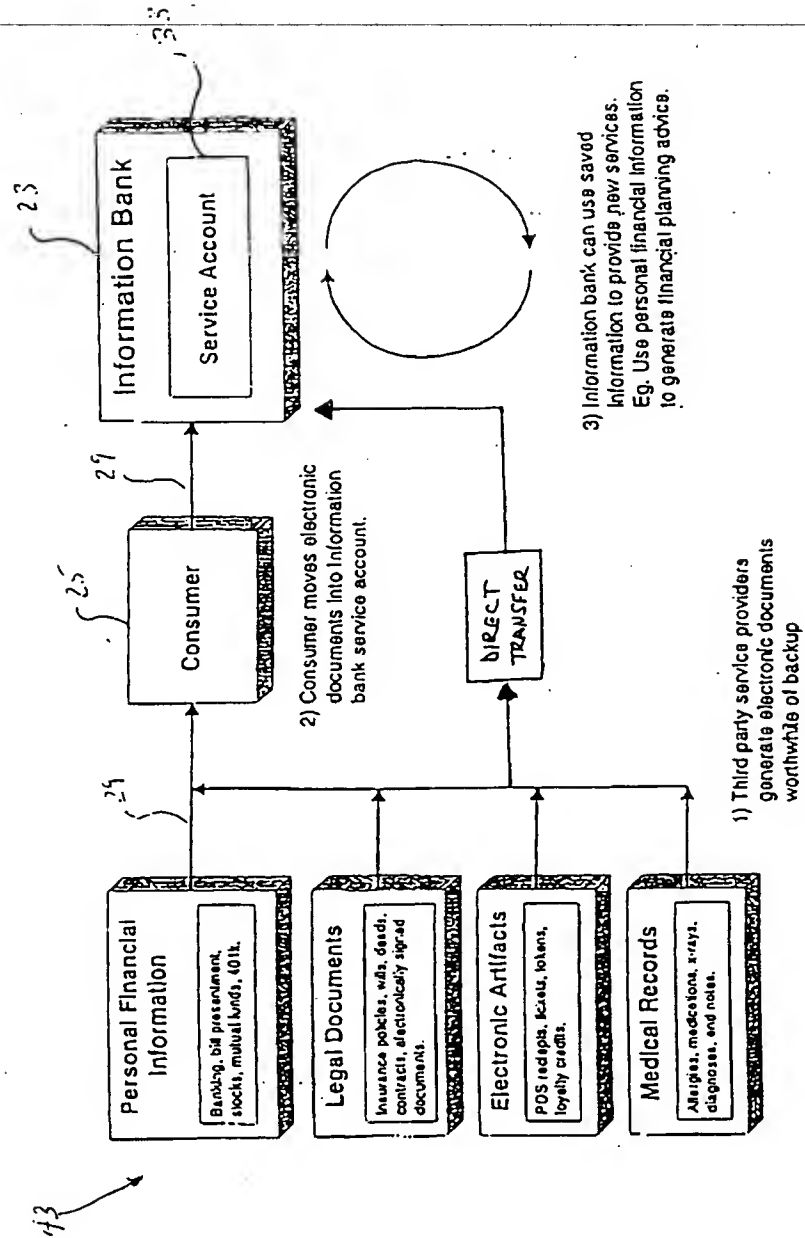 43
Personal Financial
Information
Banking, bill presentment,
stocks, mutual funds, 401k.
Legal Documents
Insurance policies, wills, deeds,
contracts, electronically signed
documents.
Electronic Artifacts
POS redepts, tickets, tokens,
loyalty credits,
Medical Records
Allergies, medications, x-rays,
diagnoses, and notes.
29
25
Consumer
29
23
Information Bank
Service Account
2) Consumer moves electronic
documents into Information
bank service account.
DIRECT
TRANSFER
1) Third party service providers
generate electronic documents
worthwhile of backup
3) Information bank can use saved
Information to provide new services.
Eg. Use personal financial Information
to generate financial planning advice.